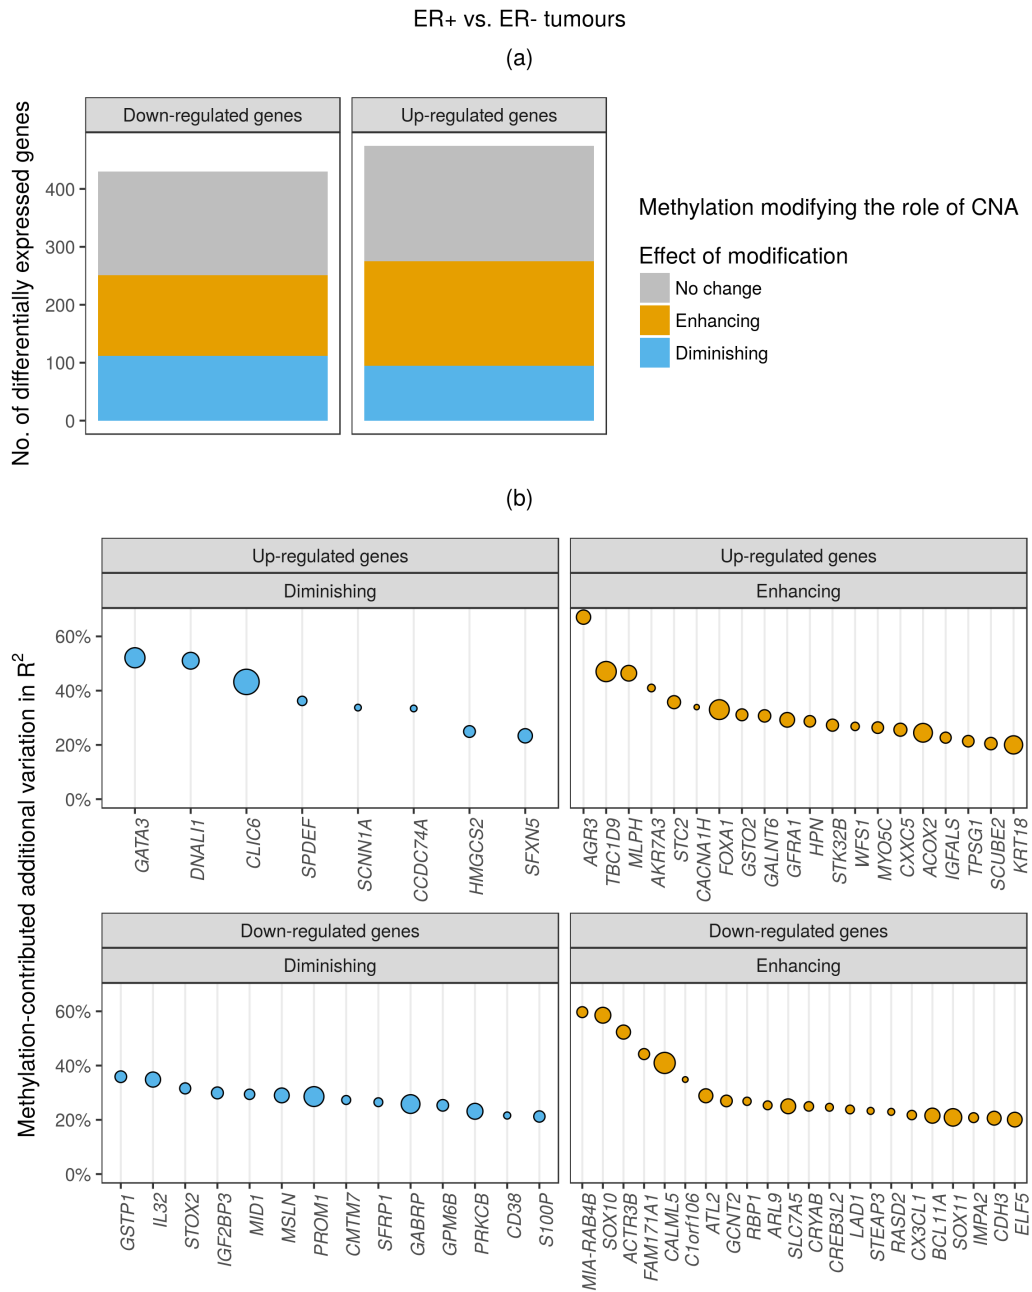 ER+ vs. ER- tumours
(a)
No. of differentially expressed genes
Down-regulated genes
Up-regulated genes
400
300
200
100
0
Methylation modifying the role of CNA
Effect of modification
No change
Enhancing
Diminishing
(b)
Methylation-contributed additional variation in R²
Up-regulated genes
Diminishing
60%
40%
20%
0%
GATA3
DNALI1
CLIC6
SPDEF
SCNN1A
CCDC74A
HMGCS2
SFXN5
Up-regulated genes
Enhancing
AGR3
TBC1D9
MLPH
AKR7A3
STC2
CACNA1H
FOXA1
GSTO2
GALNT6
GFRA1
HPN
STK32B
WFS1
MYO5C
CXXC5
ACOX2
IGFALS
TPSG1
SCUBE2
KRT18
Down-regulated genes
Diminishing
60%
40%
20%
0%
GSTP1
IL32
STOX2
IGF2BP3
MID1
MSLN
PROM1
CMTM7
SFRP1
GABRP
GPM6B
PRKCB
CD38
S100P
Down-regulated genes
Enhancing
MIA-RAB4B
SOX10
ACTR3B
FAM171A1
CALML5
C1orf106
ATL2
GCNT2
RBP1
ARL9
SLC7A5
CRYAB
CREB3L2
LAD1
STEAP3
RASD2
CX3CL1
BCL11A
SOX11
IMPA2
CDH3
ELF5